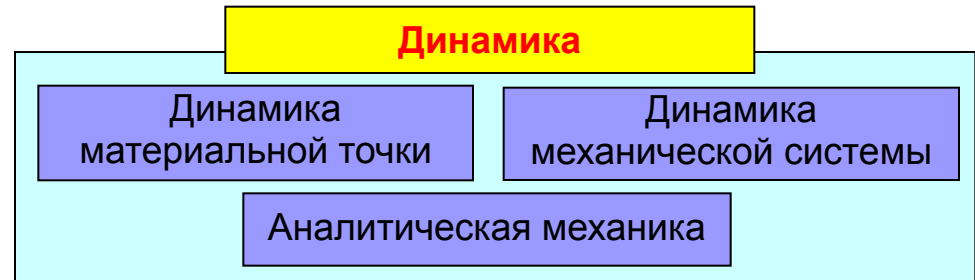 Динамика
Динамика
материальной точки
Динамика
механической системы
Аналитическая механика